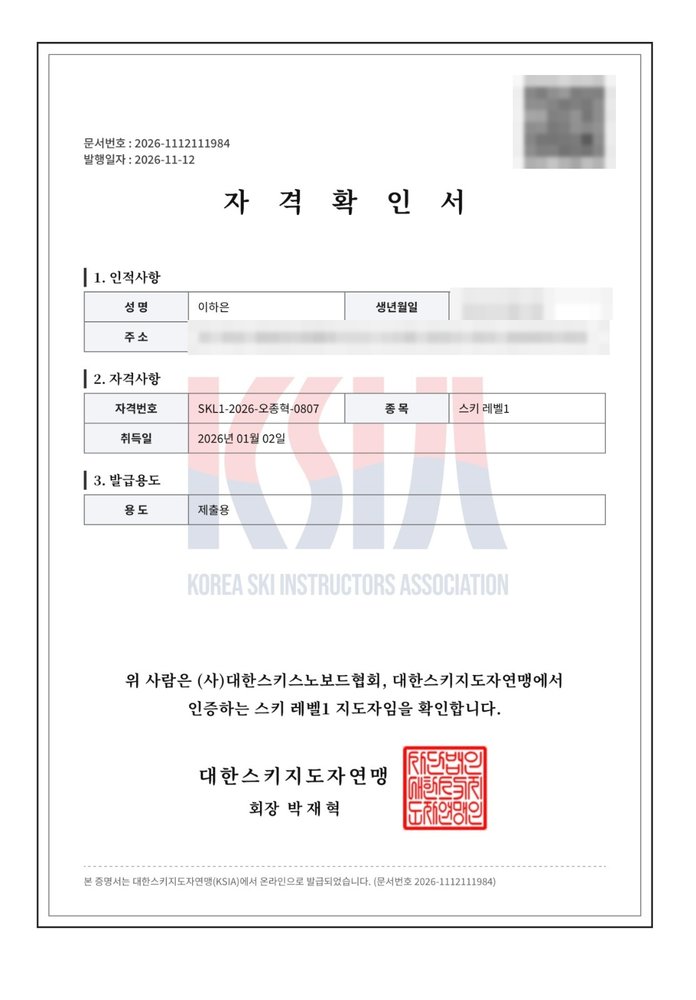 문서번호 : 2026-1112111984
발행일자 : 2026-11-12
자 격 확 인 서
1. 인적사항
성 명 이하은 생년월일
주 소
2. 자격사항
자격번호 SKL1-2026-오종혁-0807 종 목 스키 레벨1
취득일 2026년 01월 02일
3. 발급용도
용 도 제출용
KSIA
KOREA SKI INSTRUCTORS ASSOCIATION
위 사람은 (사)대한스키스노보드협회, 대한스키지도자연맹에서
인증하는 스키 레벨1 지도자임을 확인합니다.
대한스키지도자연맹
회장 박 재 혁
본 증명서는 대한스키지도자연맹(KSIA)에서 온라인으로 발급되었습니다. (문서번호 2026-1112111984)